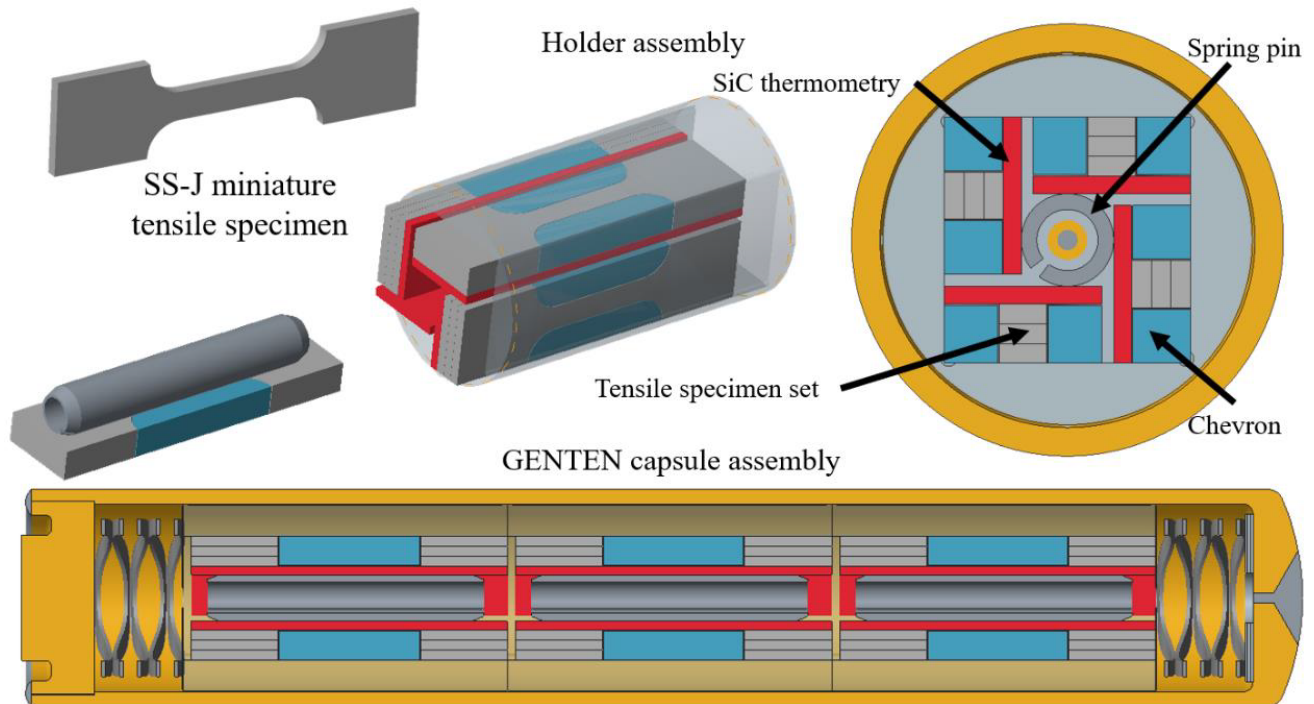 Holder assembly
Spring pin
SiC thermometry
SS-J miniature
tensile specimen
Tensile specimen set
Chevron
GENTEN capsule assembly